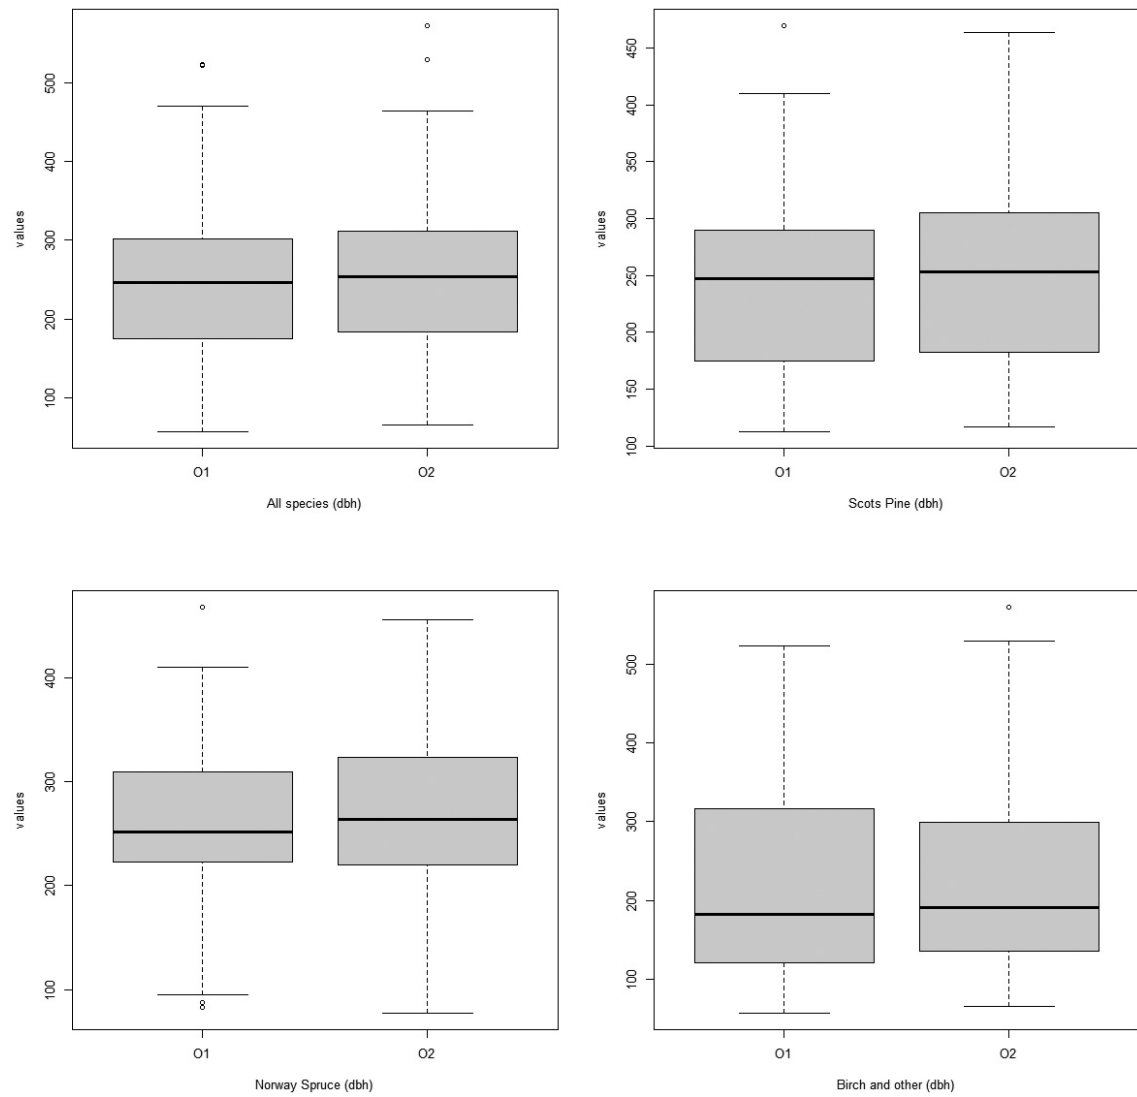 values
500
400
300
200
100
O1 O2
All species (dbh)
values
450
400
350
300
250
200
150
100
O1 O2
Scots Pine (dbh)
values
400
300
200
100
O1 O2
Norway Spruce (dbh)
values
500
400
300
200
100
O1 O2
Birch and other (dbh)